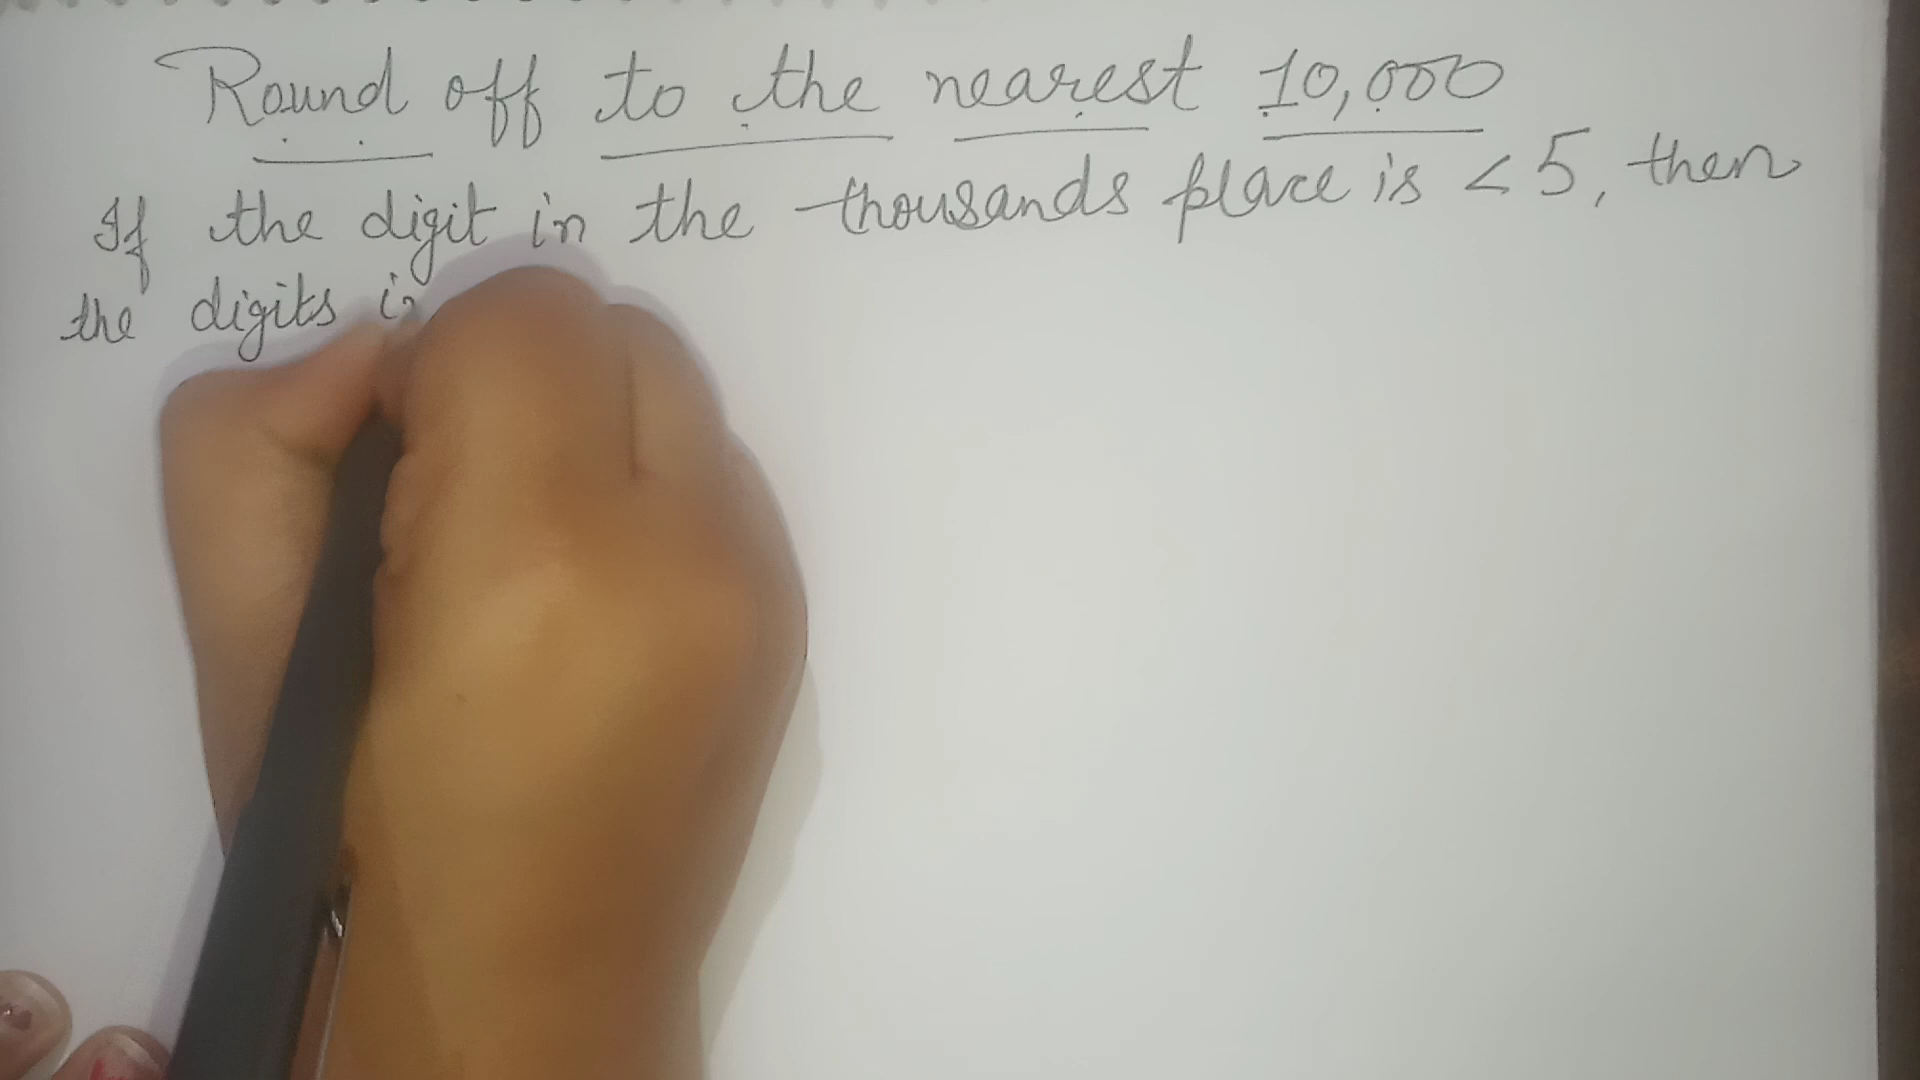 Round off to the nearest 10,000
If the digit in the thousands place is < 5, then
the digits in